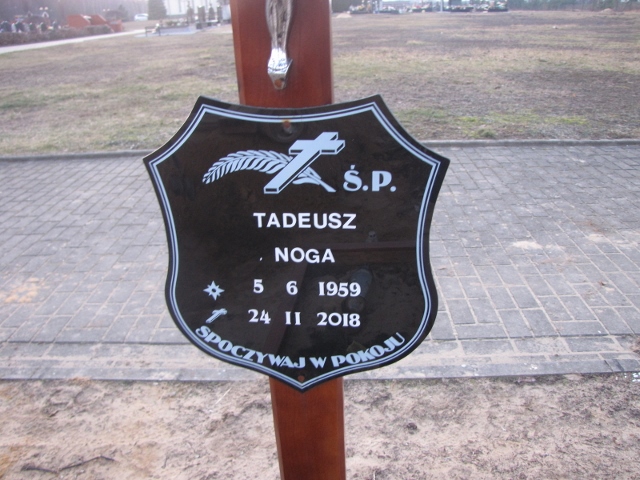 Ś.P.
TADEUSZ
NOGA
5 6 1959
24 11 2018
SPOCZYWAJ W POKOJU